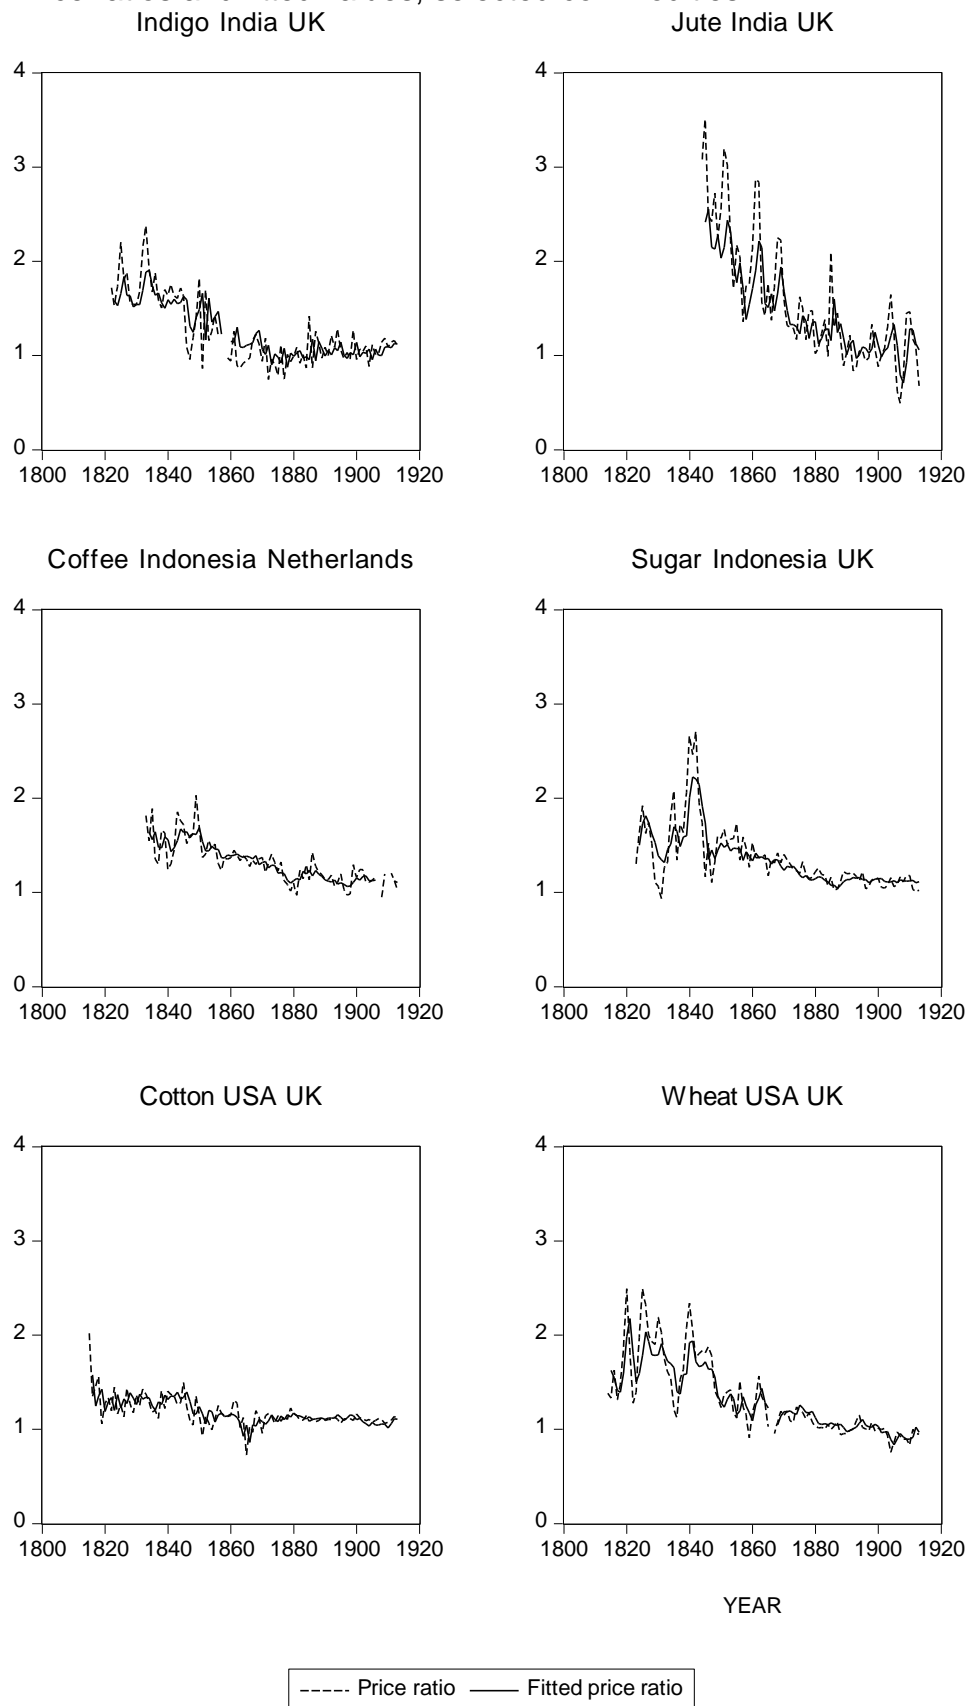 Indigo India UK
4
3
2
1
0
1800 1820 1840 1860 1880 1900 1920
Jute India UK
4
3
2
1
0
1800 1820 1840 1860 1880 1900 1920
Coffee Indonesia Netherlands
4
3
2
1
0
1800 1820 1840 1860 1880 1900 1920
Sugar Indonesia UK
4
3
2
1
0
1800 1820 1840 1860 1880 1900 1920
Cotton USA UK
4
3
2
1
0
1800 1820 1840 1860 1880 1900 1920
Wheat USA UK
4
3
2
1
0
1800 1820 1840 1860 1880 1900 1920
YEAR
Price ratio Fitted price ratio